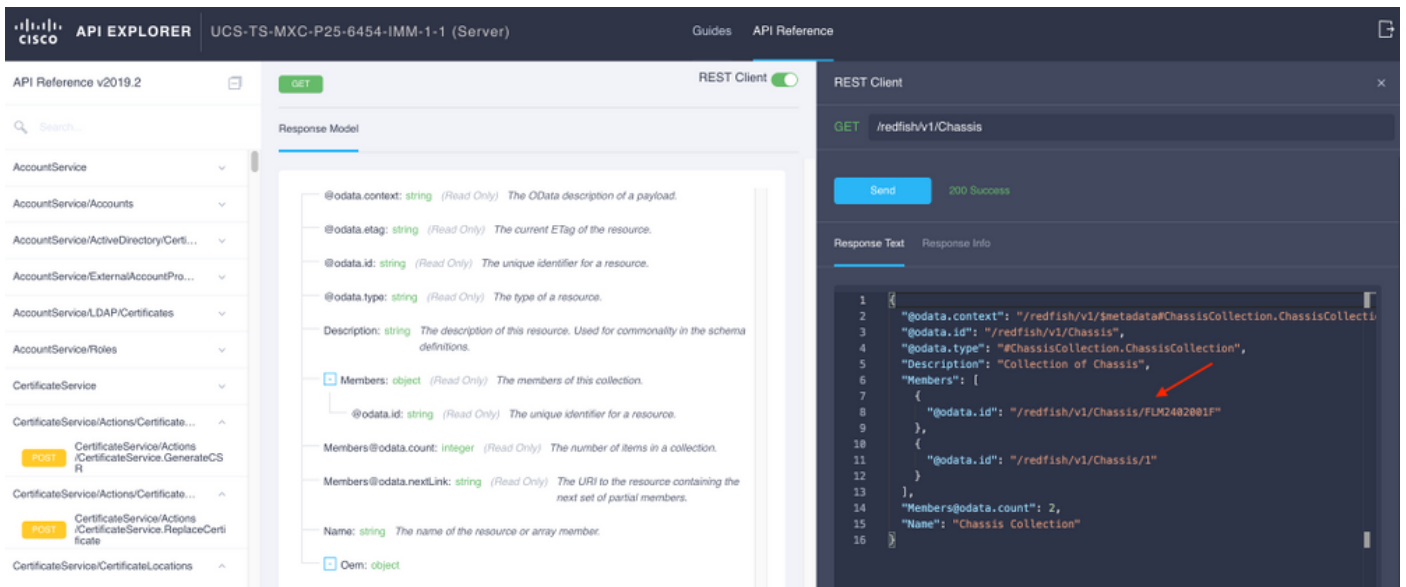 CISCO API EXPLORER UCS-TS-MXC-P25-6454-IMM-1-1 (Server) Guides API Reference
API Reference v2019.2
Search...
AccountService
AccountService/Accounts
AccountService/ActiveDirectory/Certi...
AccountService/ExternalAccountPro...
AccountService/LDAP/Certificates
AccountService/Roles
CertificateService
CertificateService/Actions/Certificate...
POST CertificateService/Actions
/CertificateService.GenerateCS
R
CertificateService/Actions/Certificate...
POST CertificateService/Actions
/CertificateService.ReplaceCerti
ficate
CertificateService/CertificateLocations
GET REST Client
Response Model
@odata.context: string (Read Only) The OData description of a payload.
@odata.etag: string (Read Only) The current ETag of the resource.
@odata.id: string (Read Only) The unique identifier for a resource.
@odata.type: string (Read Only) The type of a resource.
Description: string The description of this resource. Used for commonality in the schema
definitions.
- Members: object (Read Only) The members of this collection.
@odata.id: string (Read Only) The unique identifier for a resource.
Members@odata.count: integer (Read Only) The number of items in a collection.
Members@odata.nextLink: string (Read Only) The URI to the resource containing the
next set of partial members.
Name: string The name of the resource or array member.
Oem: object
REST Client ×
GET /redfish/v1/Chassis
Send 200 Success
Response Text Response Info
1 {
2 "@odata.context": "/redfish/v1/$metadata#ChassisCollection.ChassisCollecti
3 "@odata.id": "/redfish/v1/Chassis",
4 "@odata.type": "#ChassisCollection.ChassisCollection",
5 "Description": "Collection of Chassis",
6 "Members": [
7 {
8 "@odata.id": "/redfish/v1/Chassis/FLM2402001F"
9 },
10 {
11 "@odata.id": "/redfish/v1/Chassis/1"
12 }
13 ],
14 "Members@odata.count": 2,
15 "Name": "Chassis Collection"
16 }